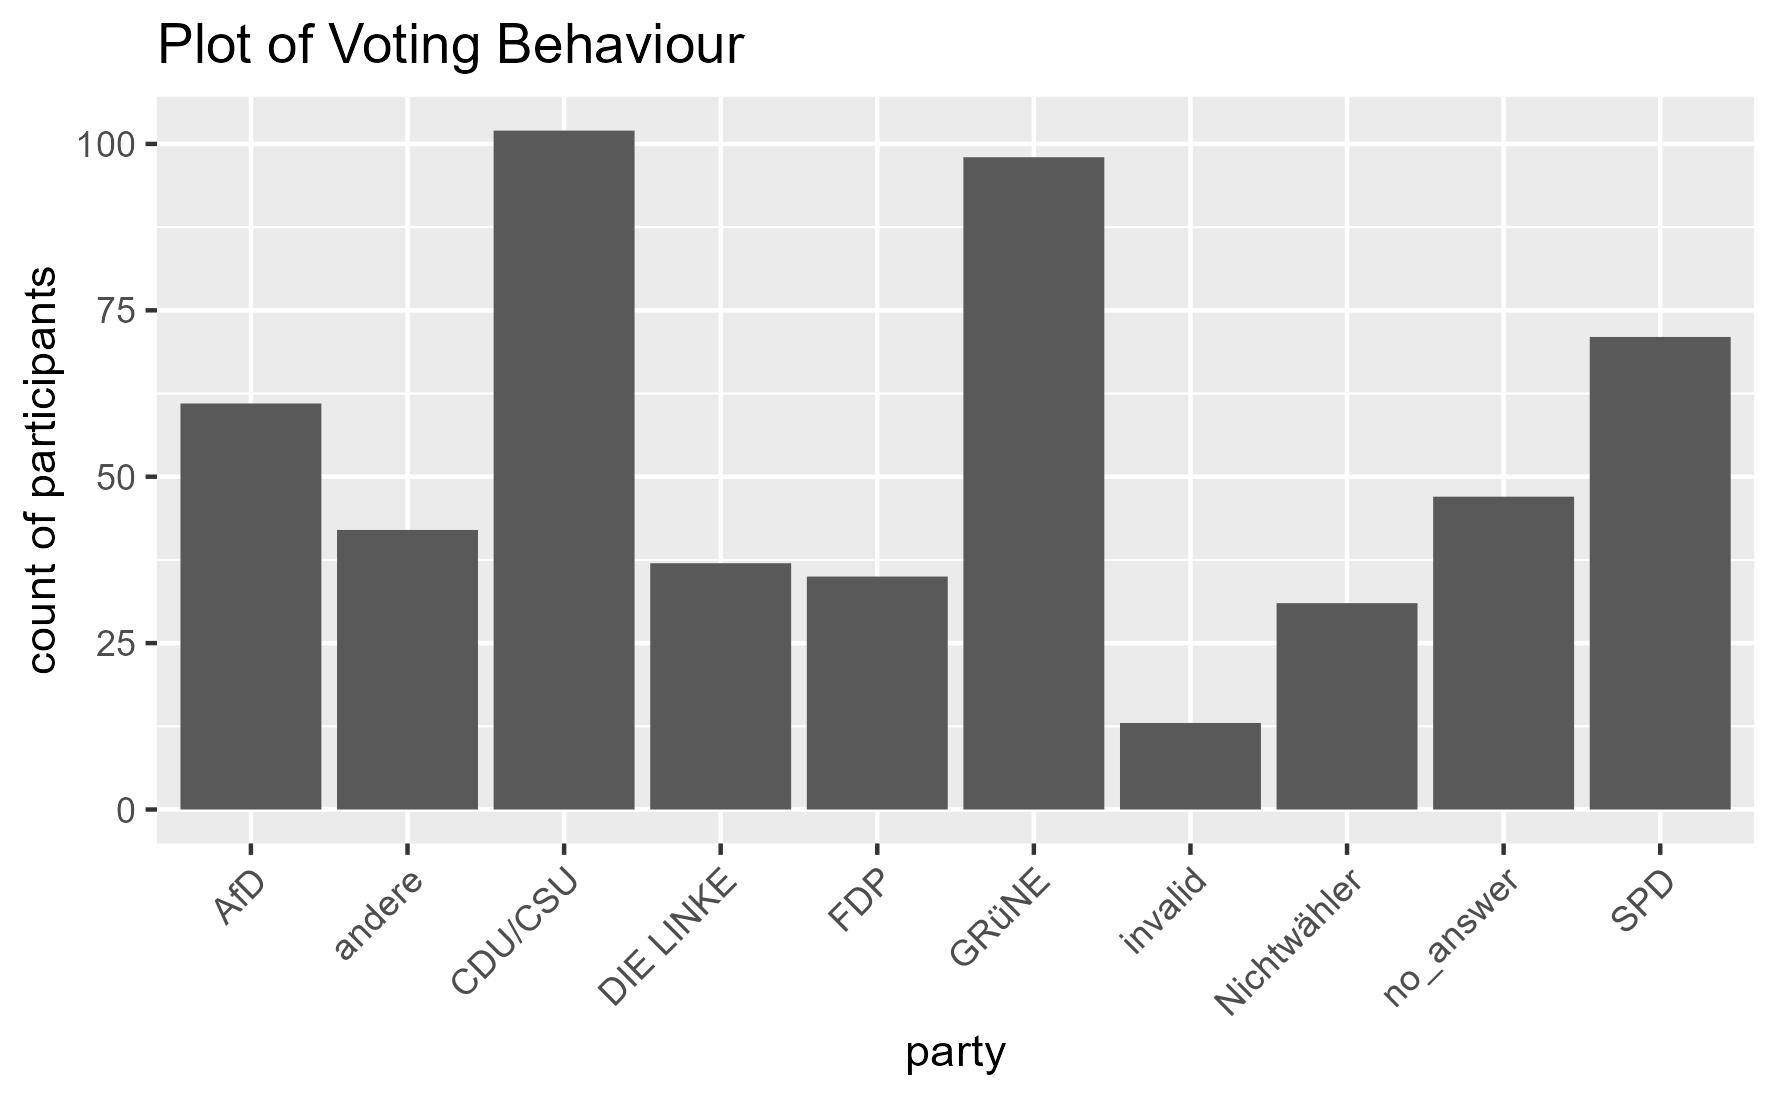 Plot of Voting Behaviour
count of participants
100
75
50
25
0
AfD
andere
CDU/CSU
DIE LINKE
FDP
GRüNE
invalid
Nichtwähler
no_answer
SPD
party